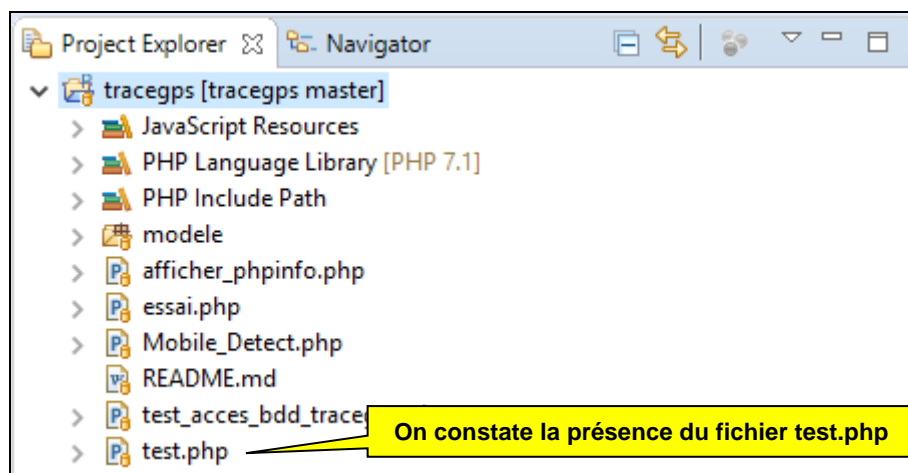 Project Explorer Navigator
tracegps [tracegps master]
JavaScript Resources
PHP Language Library [PHP 7.1]
PHP Include Path
modele
afficher_phpinfo.php
essai.php
Mobile_Detect.php
README.md
test_acces_bdd_traceg
test.php
On constate la présence du fichier test.php